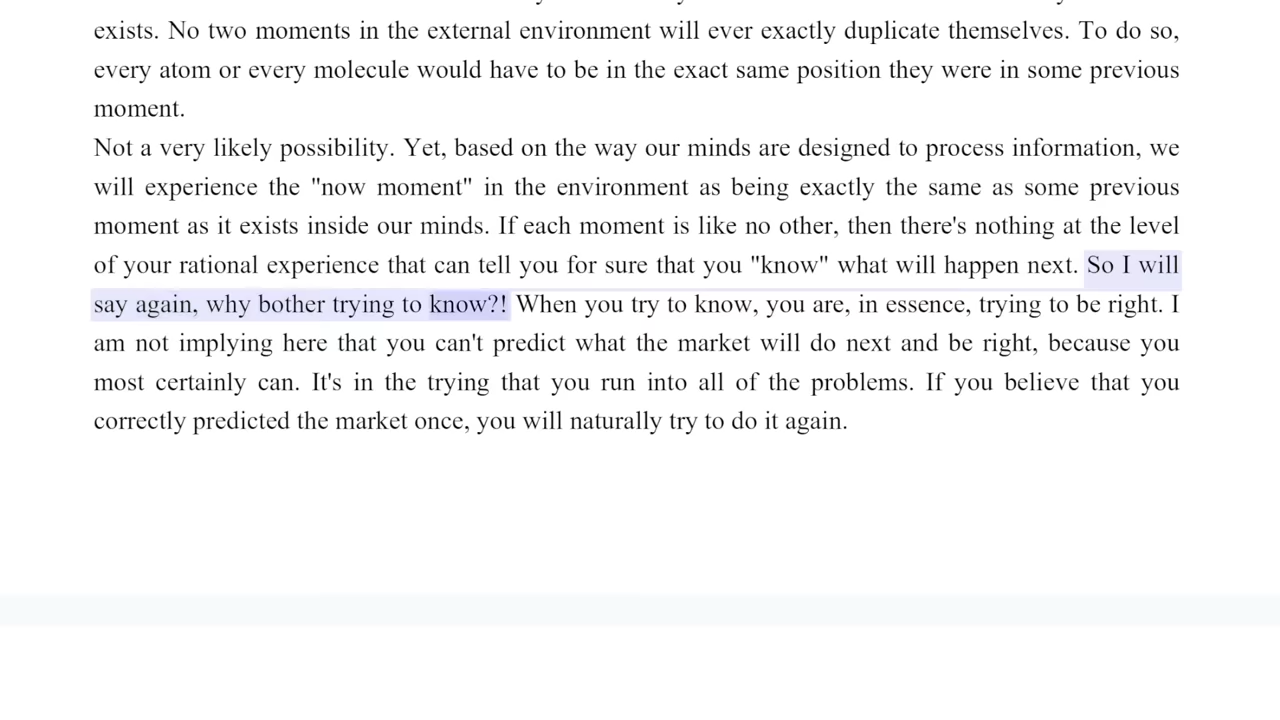 exists. No two moments in the external environment will ever exactly duplicate themselves. To do so,
every atom or every molecule would have to be in the exact same position they were in some previous
moment.
Not a very likely possibility. Yet, based on the way our minds are designed to process information, we
will experience the "now moment" in the environment as being exactly the same as some previous
moment as it exists inside our minds. If each moment is like no other, then there's nothing at the level
of your rational experience that can tell you for sure that you "know" what will happen next. So I will
say again, why bother trying to know?! When you try to know, you are, in essence, trying to be right. I
am not implying here that you can't predict what the market will do next and be right, because you
most certainly can. It's in the trying that you run into all of the problems. If you believe that you
correctly predicted the market once, you will naturally try to do it again.